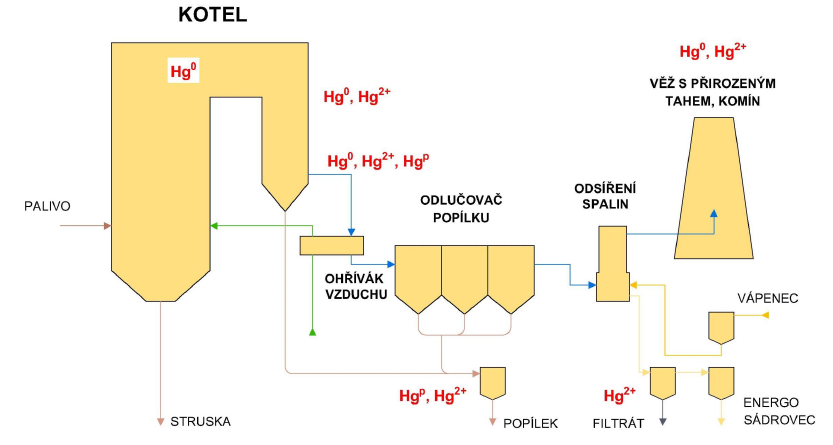 KOTEL
Hg⁰
Hg⁰, Hg²⁺
Hg⁰, Hg²⁺
VĚŽ S PŘIROZENÝM
TAHEM, KOMÍN
Hg⁰, Hg²⁺, Hgᵖ
PALIVO
ODLUČOVAČ
POPÍLKU
ODSÍŘENÍ
SPALIN
OHŘÍVÁK
VZDUCHU
VÁPENEC
Hgᵖ, Hg²⁺
Hg²⁺
STRUSKA
POPÍLEK
FILTRÁT
ENERGO
SÁDROVEC